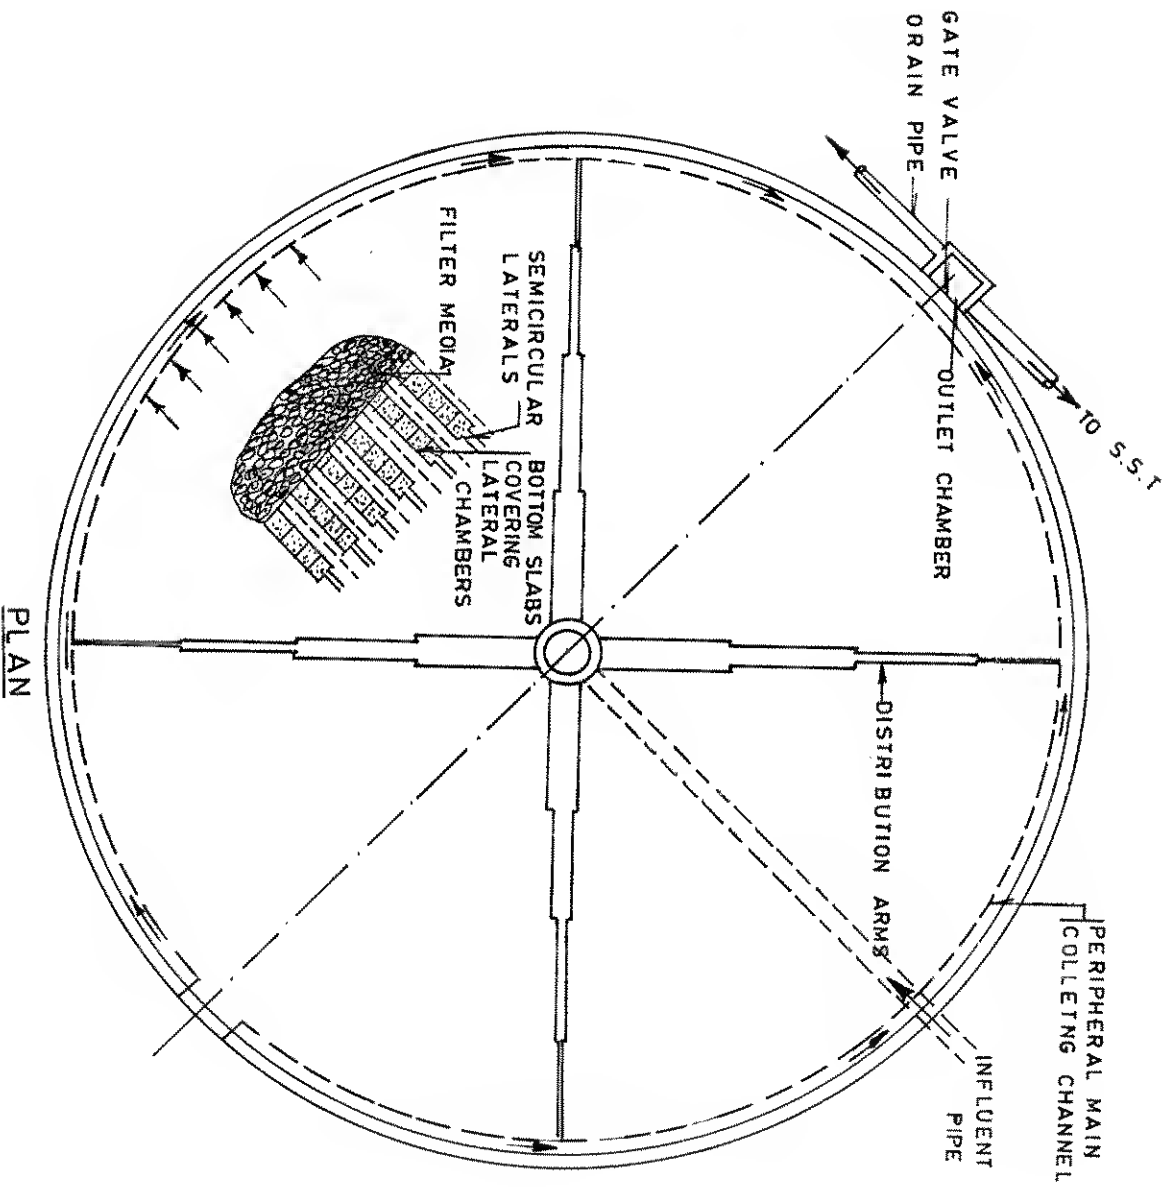 GATE VALVE
DRAIN PIPE
TO S.S.T
OUTLET CHAMBER
FILTER MEDIA
SEMICIRCULAR
LATERALS
BOTTOM SLABS
COVERING
LATERAL
CHAMBERS
DISTRIBUTION ARMS
PERIPHERAL MAIN
COLLETNG CHANNEL
INFLUENT
PIPE
PLAN